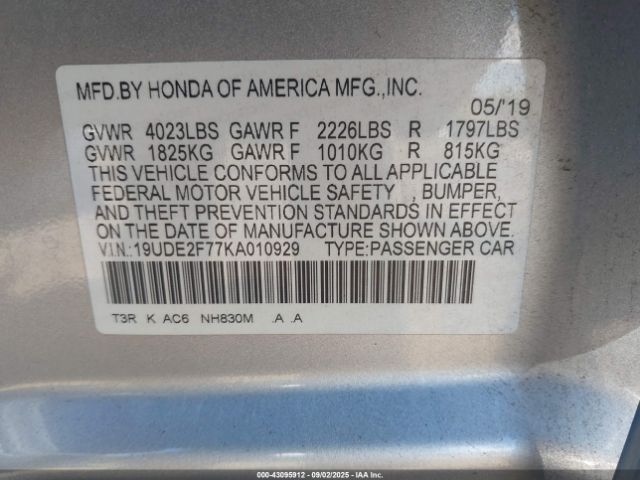 MFD.BY HONDA OF AMERICA MFG.,INC.
05/'19
GVWR 4023LBS GAWR F 2226LBS R 1797LBS
GVWR 1825KG GAWR F 1010KG R 815KG
THIS VEHICLE CONFORMS TO ALL APPLICABLE
FEDERAL MOTOR VEHICLE SAFETY , BUMPER,
AND THEFT PREVENTION STANDARDS IN EFFECT
ON THE DATE OF MANUFACTURE SHOWN ABOVE.
V.I.N.:19UDE2F77KA010929 TYPE:PASSENGER CAR
T3R K AC6 NH830M .A .A
000-43095912 - 09/02/2025 - IAA Inc.